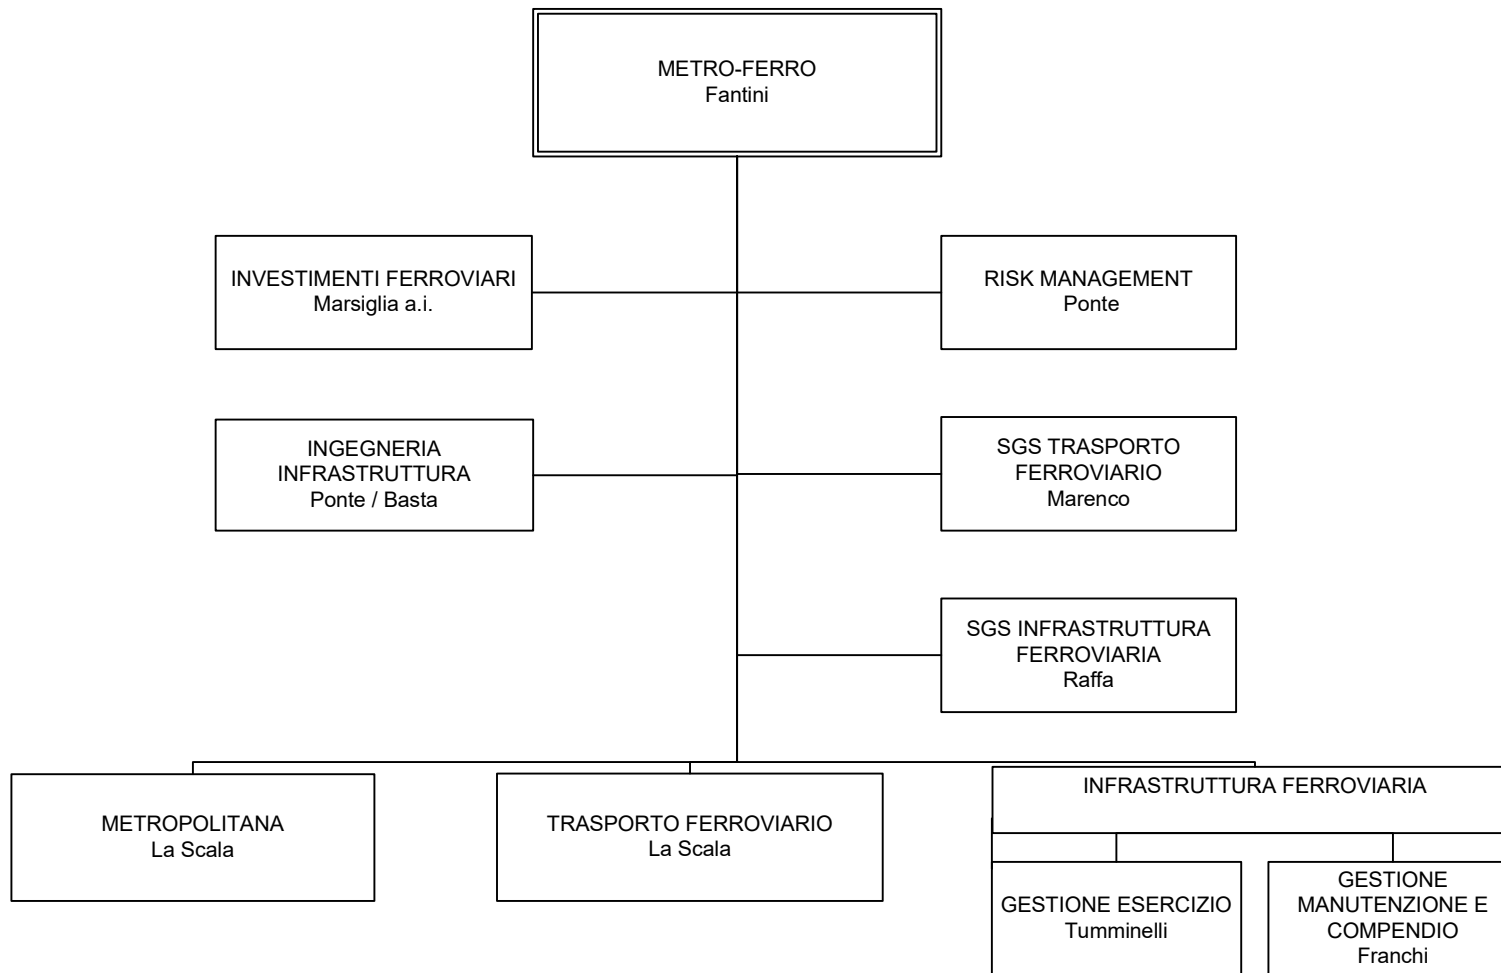 METRO-FERRO
Fantini
INVESTIMENTI FERROVIARI
Marsiglia a.i.
RISK MANAGEMENT
Ponte
INGEGNERIA
INFRASTRUTTURA
Ponte / Basta
SGS TRASPORTO
FERROVIARIO
Marenco
SGS INFRASTRUTTURA
FERROVIARIA
Raffa
METROPOLITANA
La Scala
TRASPORTO FERROVIARIO
La Scala
INFRASTRUTTURA FERROVIARIA
GESTIONE ESERCIZIO
Tumminelli
GESTIONE
MANUTENZIONE E
COMPENDIO
Franchi